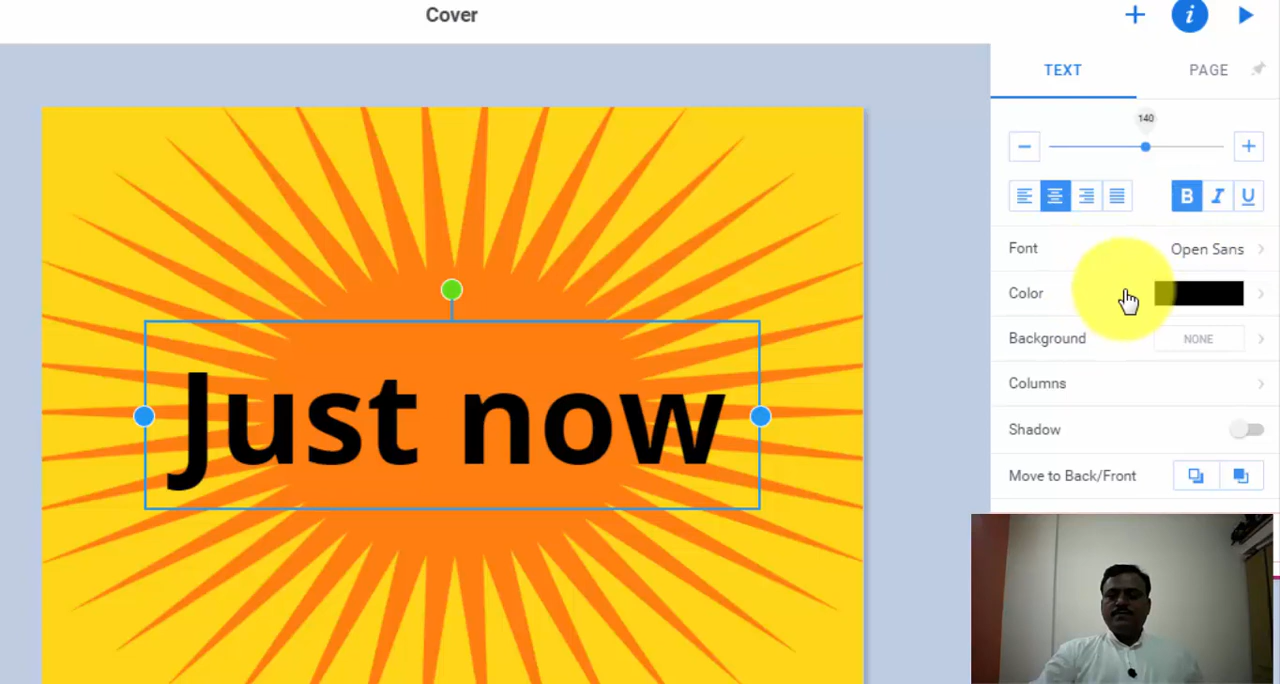 Cover
i
TEXT PAGE
140
B I U
Font Open Sans
Color
Background NONE
Columns
Shadow
Move to Back/Front
Just now